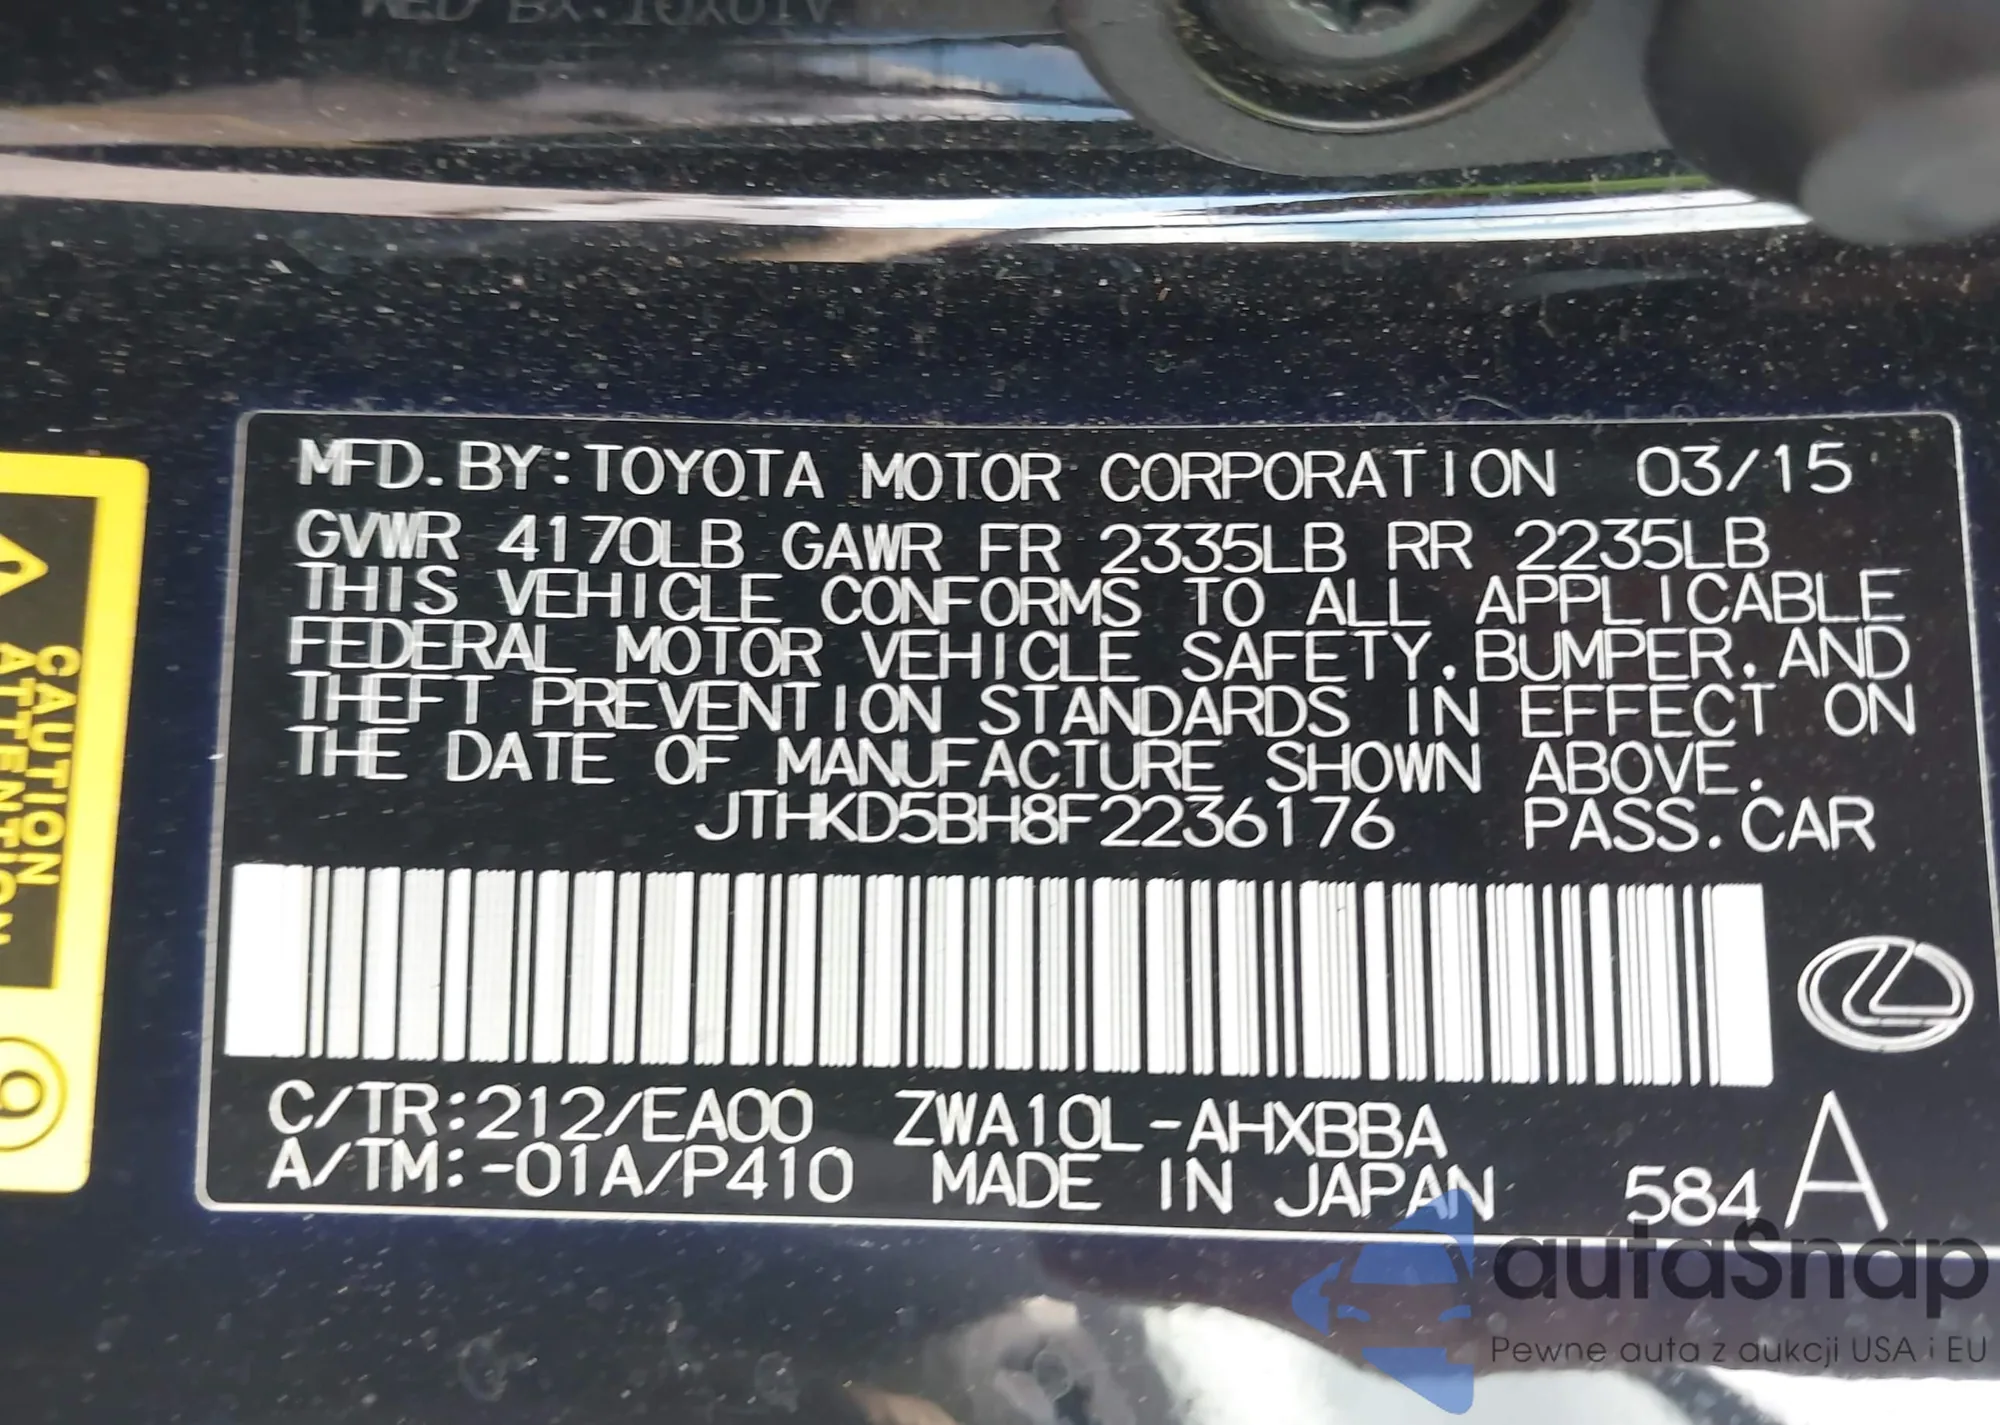 MFD.BY:TOYOTA MOTOR CORPORATION 03/15
GVWR 4170LB GAWR FR 2335LB RR 2235LB
THIS VEHICLE CONFORMS TO ALL APPLICABLE
FEDERAL MOTOR VEHICLE SAFETY,BUMPER,AND
THEFT PREVENTION STANDARDS IN EFFECT ON
THE DATE OF MANUFACTURE SHOWN ABOVE.
JTHKD5BH8F2236176 PASS.CAR
C/TR:212/EA00 ZWA10L-AHXBBA
A/TM:-01A/P410 MADE IN JAPAN 584 A
CAUTION
ATTENTION
9
autaSnap
Pewne auta z aukcji USA i EU